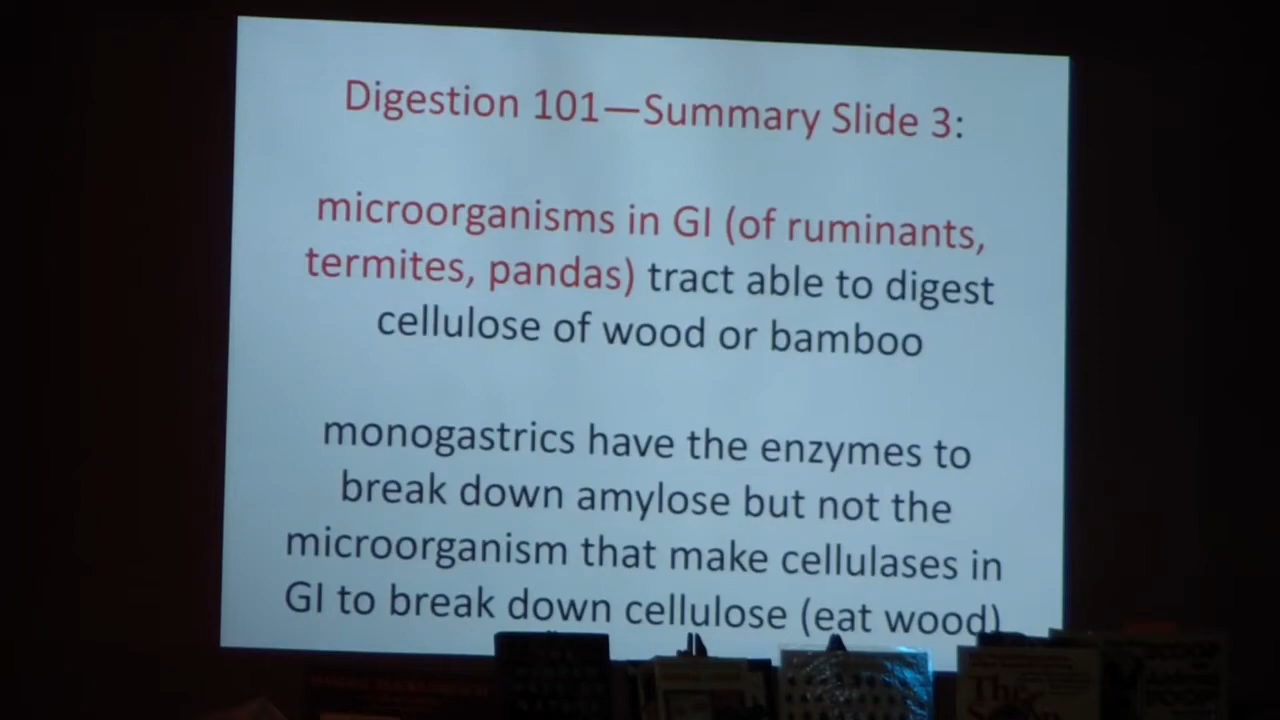 Digestion 101—Summary Slide 3:
microorganisms in GI (of ruminants,
termites, pandas) tract able to digest
cellulose of wood or bamboo
monogastrics have the enzymes to
break down amylose but not the
microorganism that make cellulases in
GI to break down cellulose (eat wood)
The